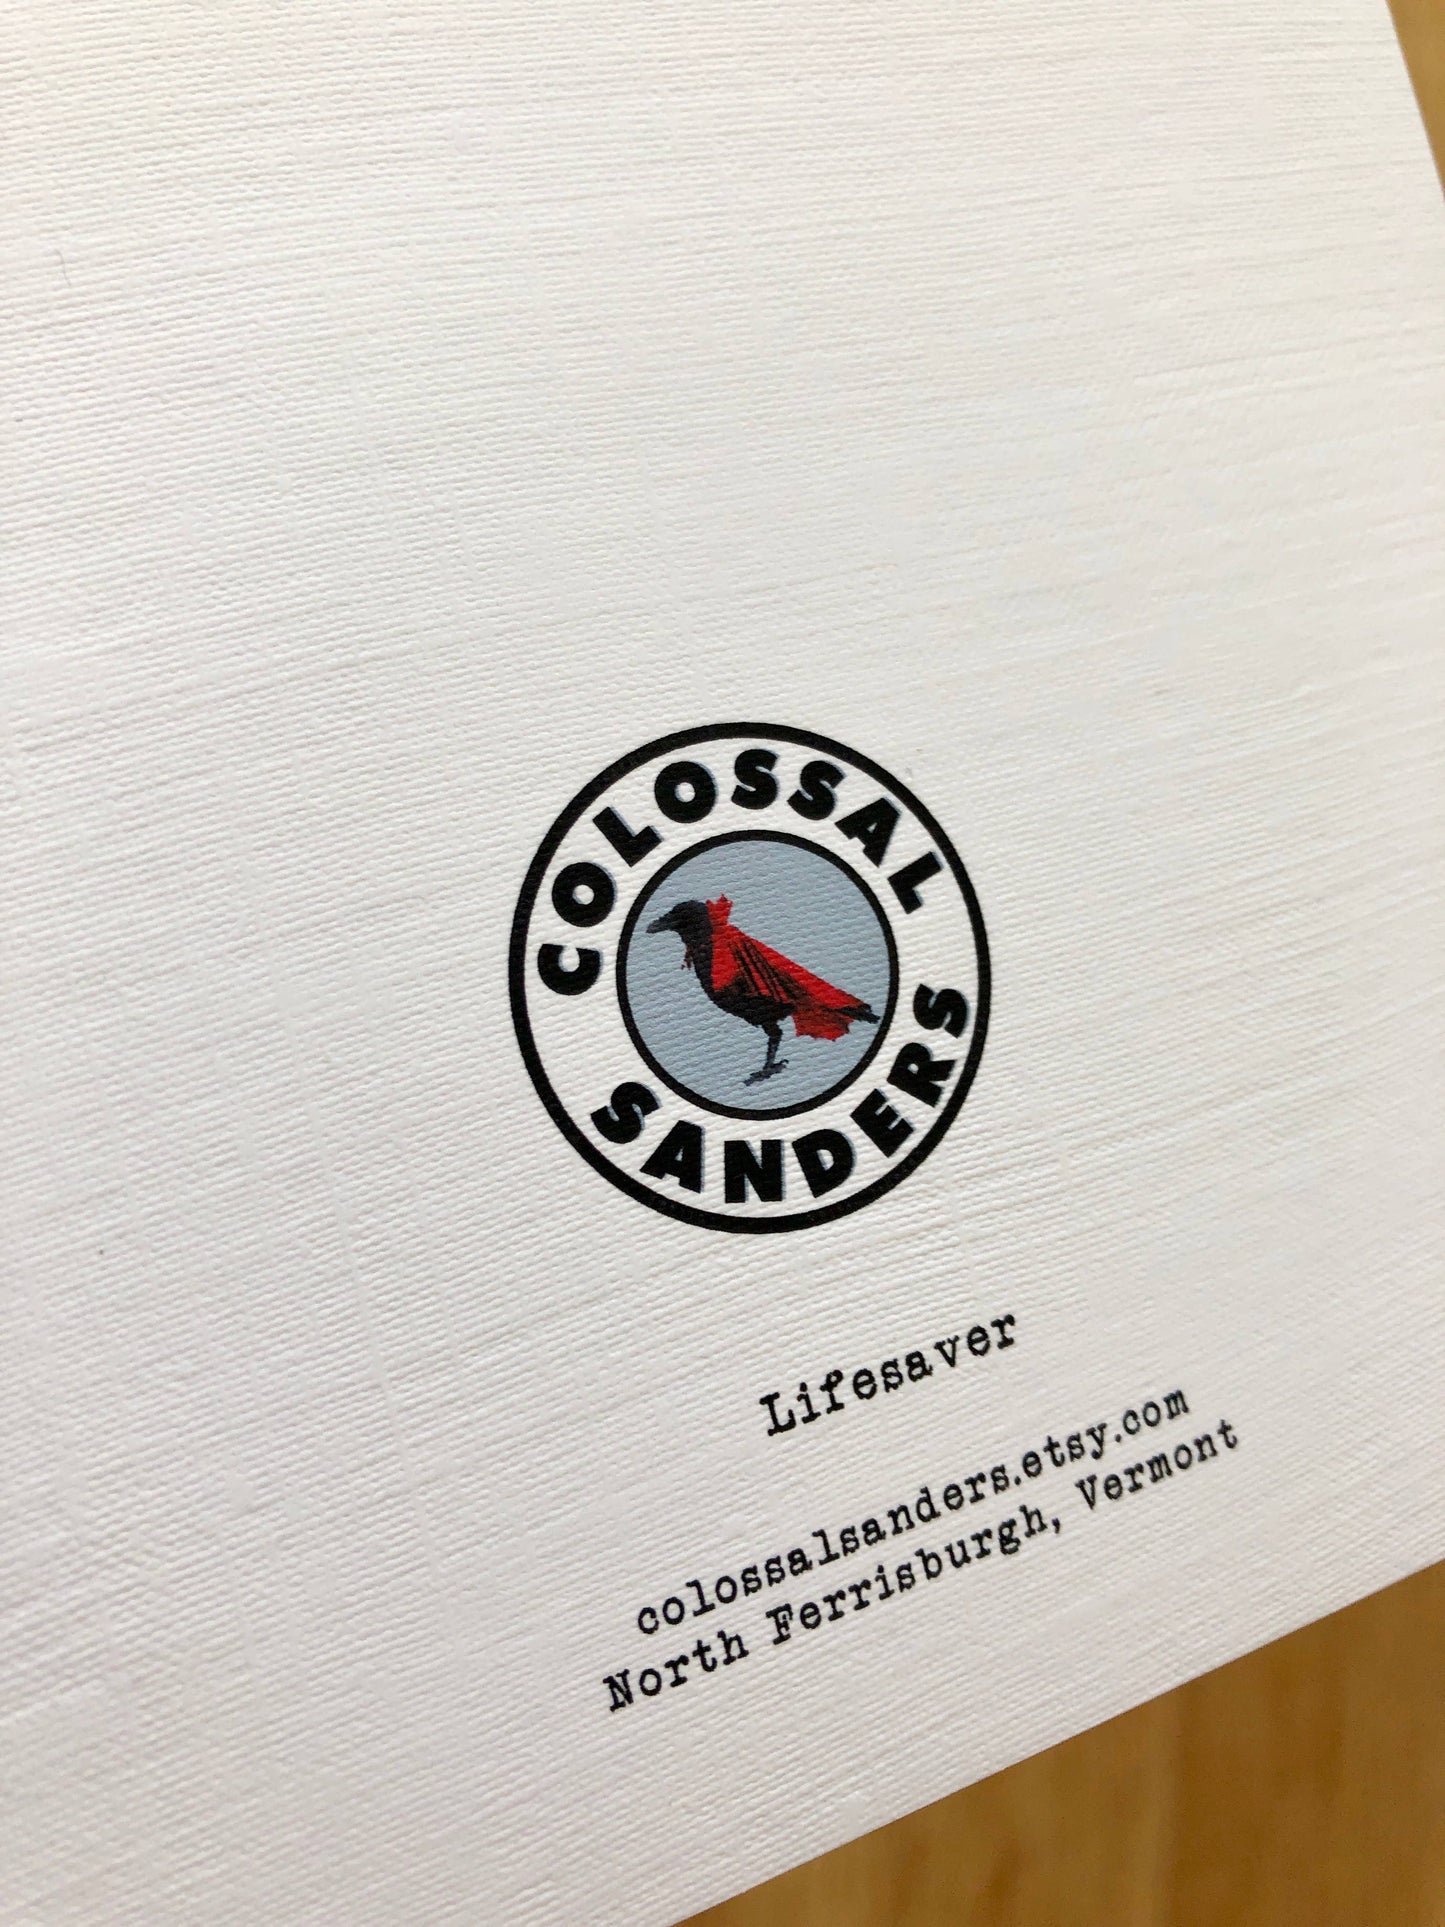 COLOSSAL
SANDERS
Lifesaver
colossalsanders.etsy.com
North Ferrisburgh, Vermont